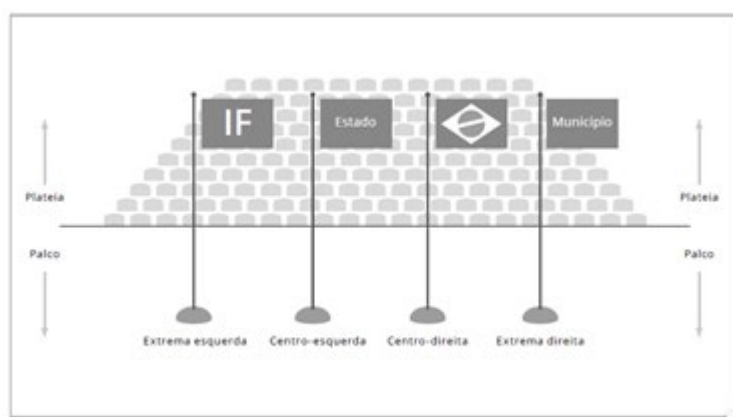 IF
Estado
Município
Plateia
Plateia
Palco
Palco
Extrema esquerda
Centro-esquerda
Centro-direita
Extrema direita